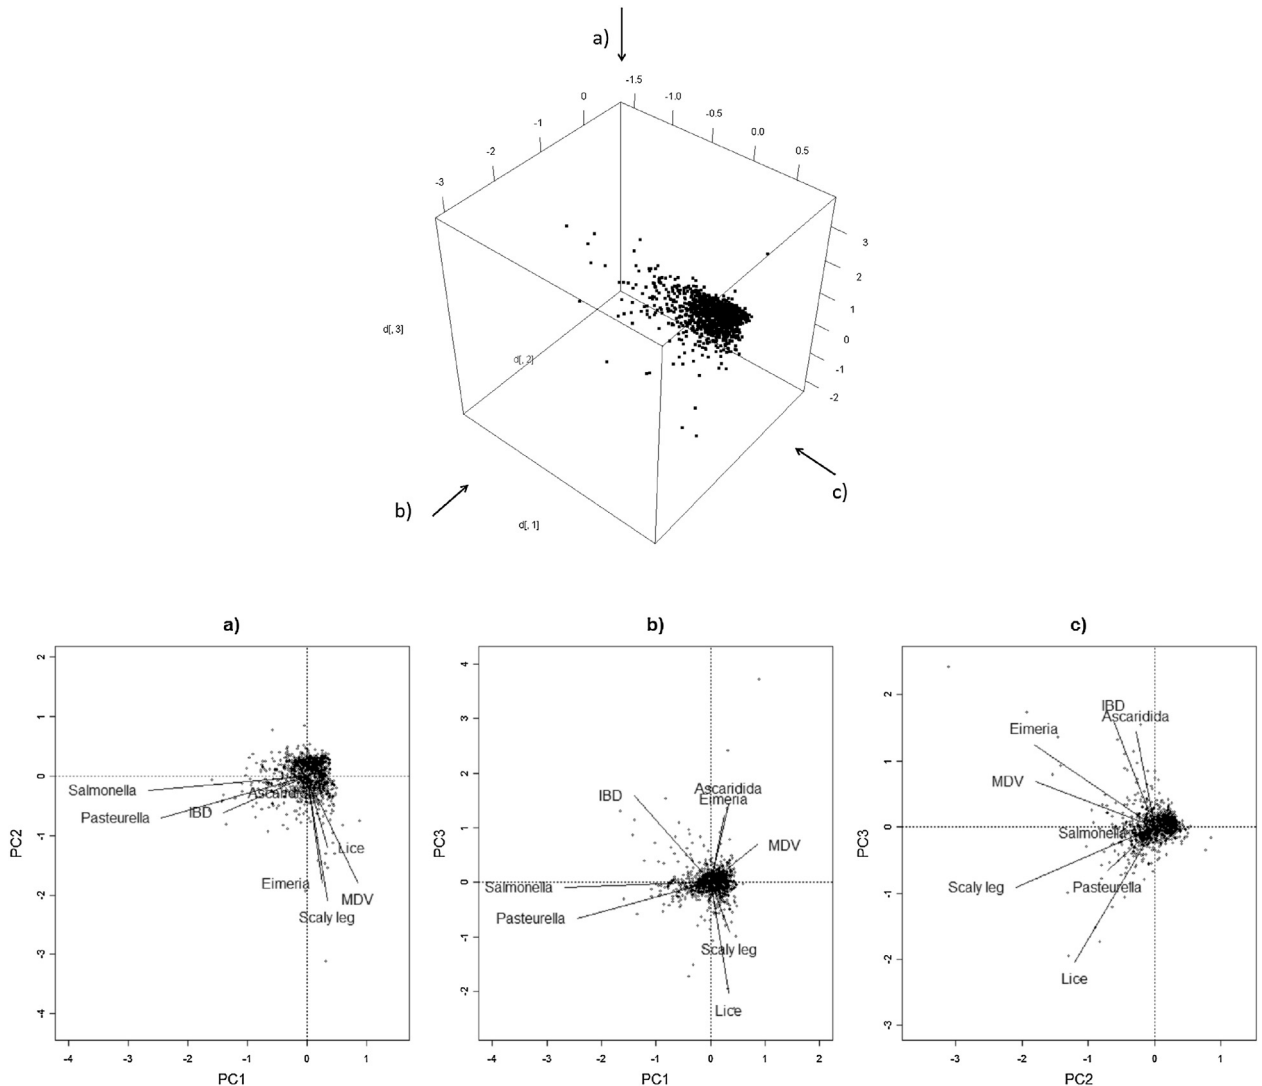 a)
-1.5
0
-1.0
-0.5
-1
0.0
0.5
-2
-3
3
2
1
d[, 3]
0
d[, 2]
-1
-2
c)
b)
d[, 1]
a)
b)
c)
2
1
0
-1
-2
-3
-4
PC2
Salmonella
Ascarid
Pasteurella
IBD
Lice
Eimeria
MDV
Scaly leg
-4
-3
-2
-1
0
1
PC1
4
3
2
1
0
-1
-2
PC3
IBD
Ascaridida
Eimeria
MDV
Salmonella
Pasteurella
Scaly leg
Lice
-4
-3
-2
-1
0
1
2
PC1
2
1
0
-1
-2
-3
PC3
IBD
Ascaridida
Eimeria
MDV
Salmonella
Scaly leg
Pasteurella
Lice
-3
-2
-1
0
1
PC2